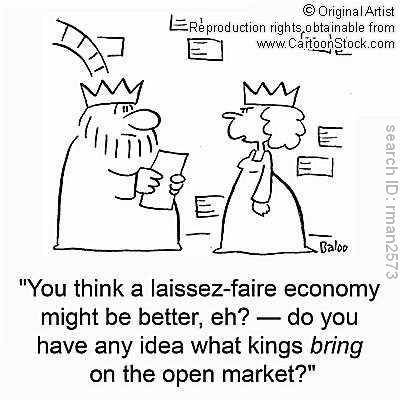 © Original Artist
Reproduction rights obtainable from
www.CartoonStock.com
search ID: rman2573
Baloo
"You think a laissez-faire economy
might be better, eh? — do you
have any idea what kings bring
on the open market?"